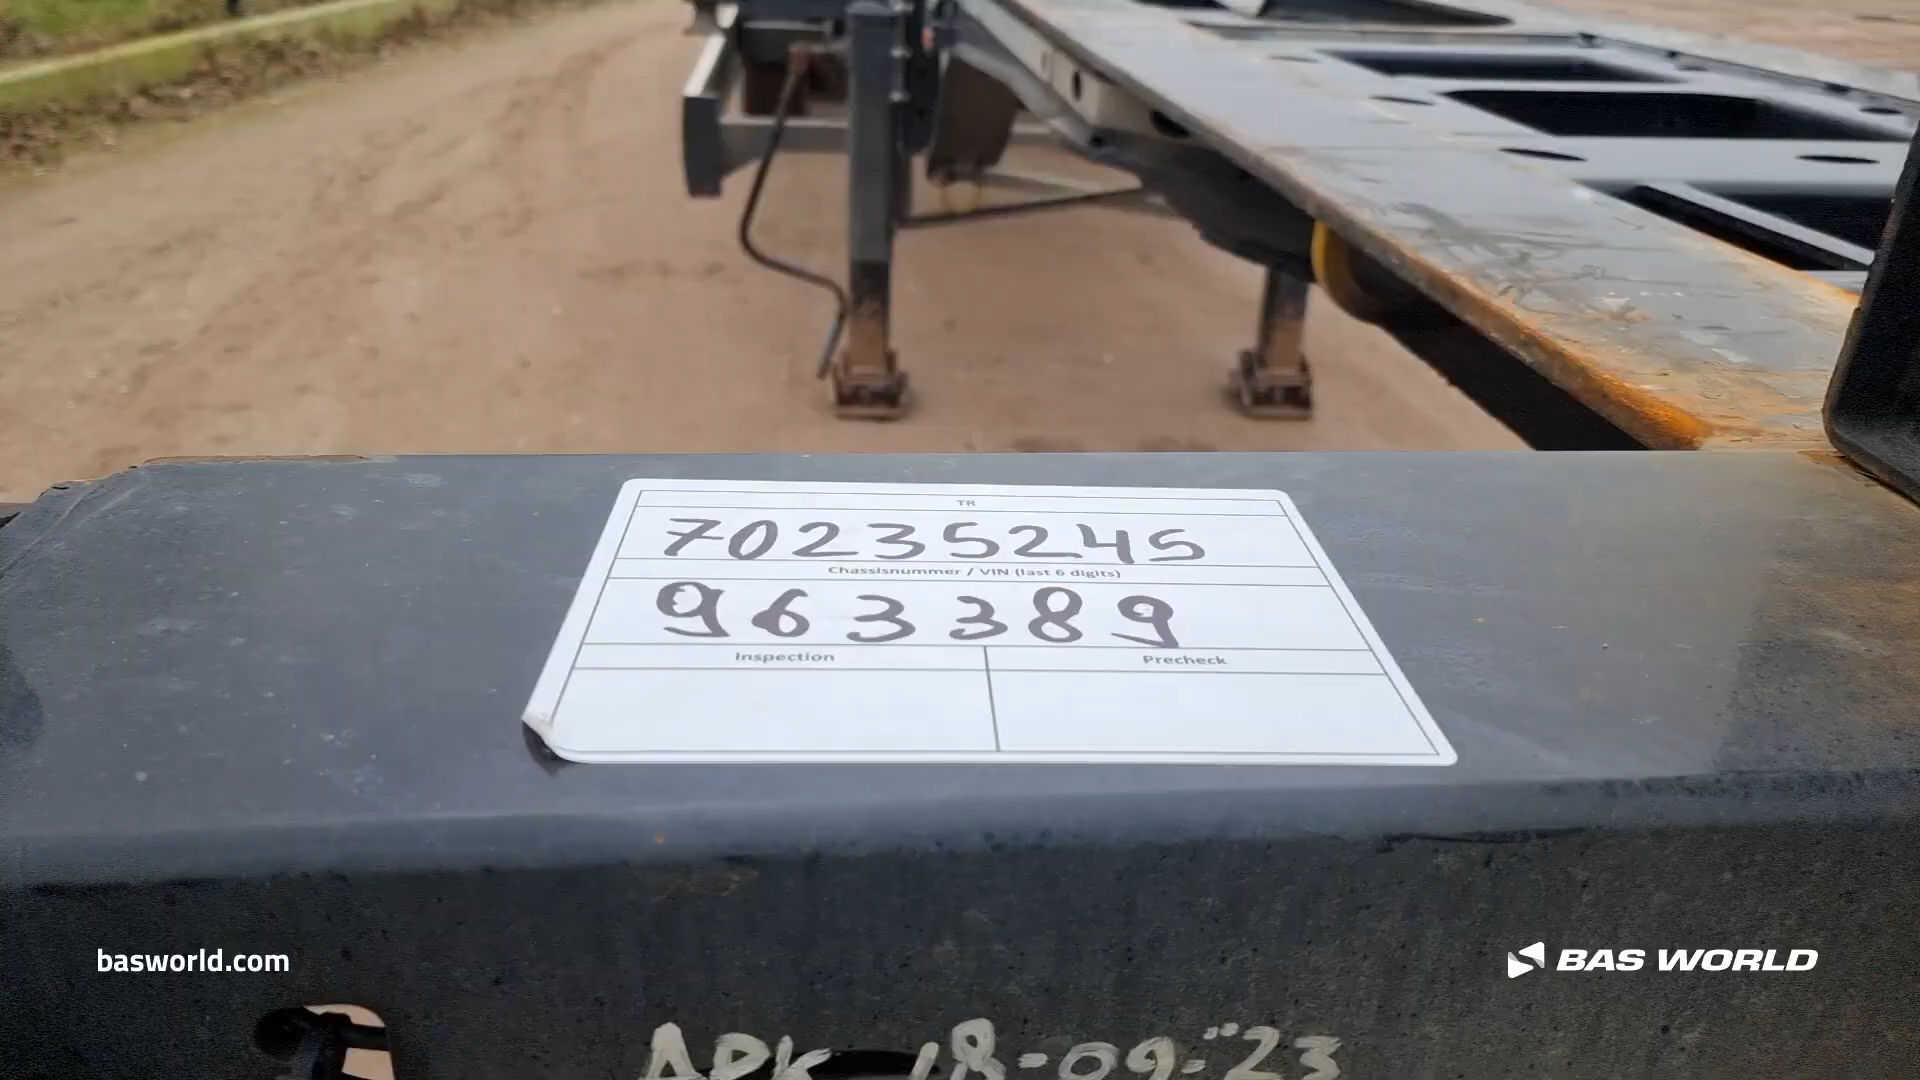 TR
70235245
Chassisnummer / VIN (last 6 digits)
963389
Inspection
Precheck
basworld.com
BAS WORLD
APK 18-09-23